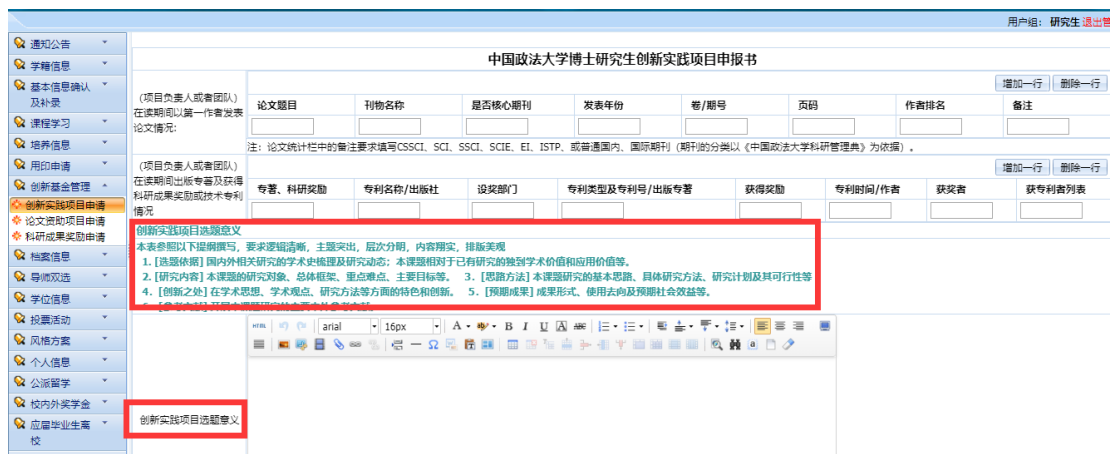 用户组： 研究生 退出管
通知公告
学籍信息
基本信息确认
及补录
课程学习
培养信息
用印申请
创新基金管理
创新实践项目申请
论文资助项目申请
科研成果奖励申请
档案信息
导师双选
学位信息
投票活动
风格方案
个人信息
公派留学
校内外奖学金
应届毕业生离
校
中国政法大学博士研究生创新实践项目申报书
增加一行 删除一行
(项目负责人或者团队)
在读期间以第一作者发表
论文情况:
论文题目 刊物名称 是否核心期刊 发表年份 卷/期号 页码 作者排名 备注
注：论文统计栏中的备注要求填写CSSCI、SCI、SSCI、SCIE、EI、ISTP、或普通国内、国际期刊（期刊的分类以《中国政法大学科研管理典》为依据）。
增加一行 删除一行
(项目负责人或者团队)
在读期间出版专著及获得
科研成果奖励或技术专利
情况
专著、科研奖励 专利名称/出版社 设奖部门 专利类型及专利号/出版专著 获得奖励 专利时间/作者 获奖者 获专利者列表
创新实践项目选题意义
本表参照以下提纲撰写，要求逻辑清晰，主题突出，层次分明，内容翔实，排版美观
1. [选题依据] 国内外相关研究的学术史梳理及研究动态；本课题相对于已有研究的独到学术价值和应用价值等。
2. [研究内容] 本课题的研究对象、总体框架、重点难点、主要目标等。 3. [思路方法] 本课题研究的基本思路、具体研究方法、研究计划及其可行性等
4. [创新之处] 在学术思想、学术观点、研究方法等方面的特色和创新。 5. [预期成果] 成果形式、使用去向及预期社会效益等。
HTML arial 16px A B I U A ABC
创新实践项目选题意义